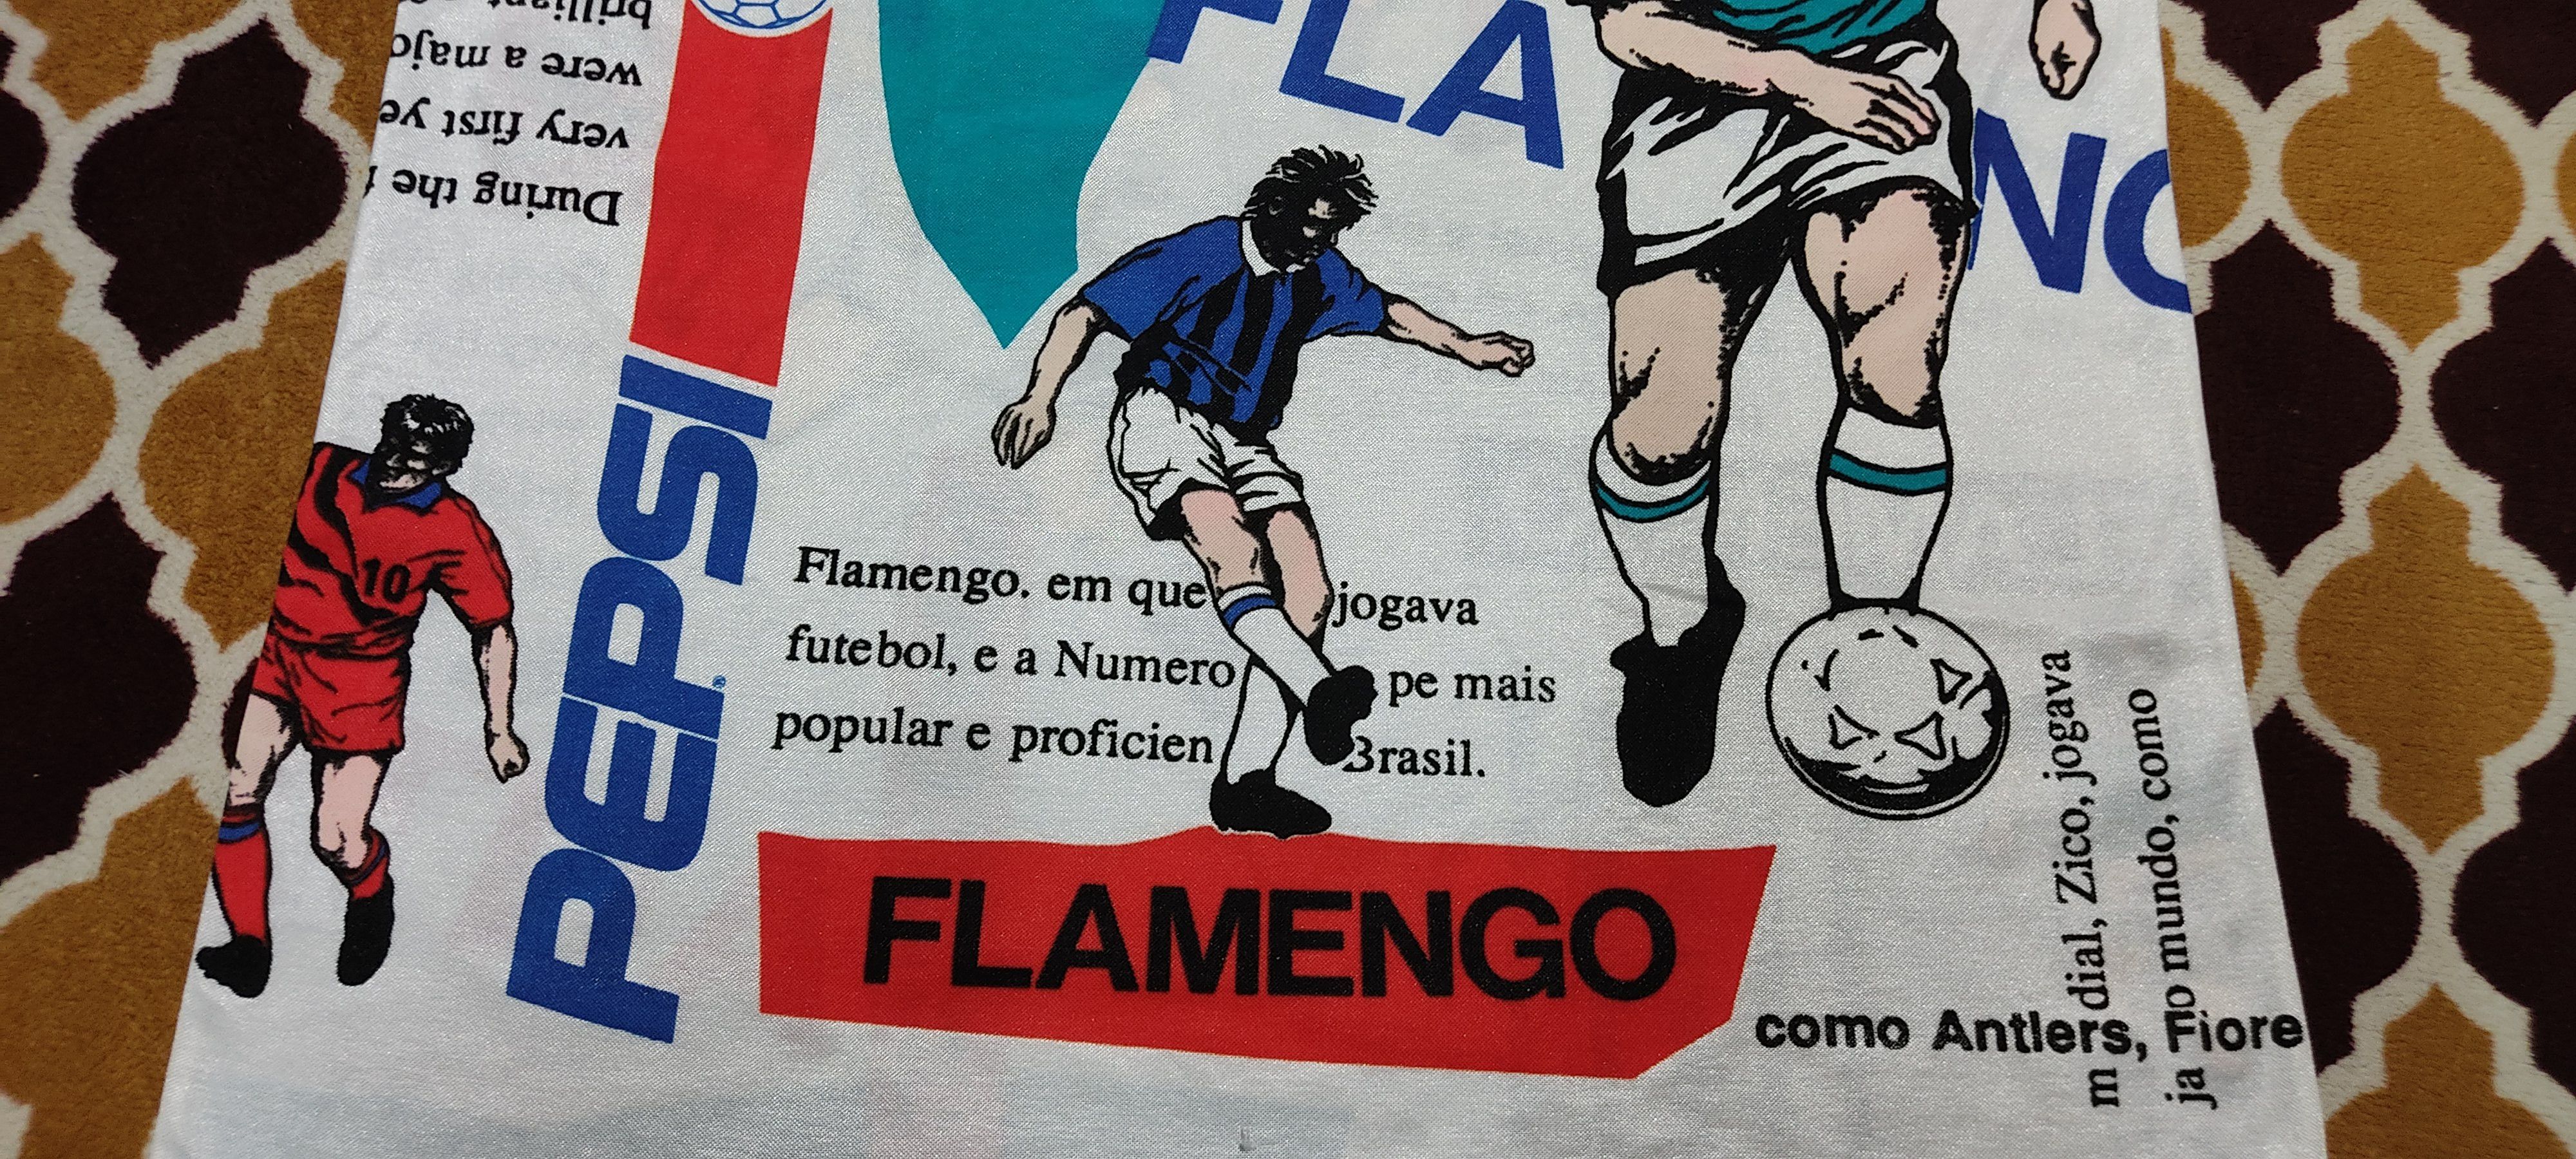 During the
very first ye
were a majo
brilliant
PEPSI
FLA
NO
10
Flamengo. em que jogava
futebol, e a Numero pe mais
popular e proficien Brasil.
FLAMENGO
dial, Zico, jogava
mundo, como
como Antlers, Fiore